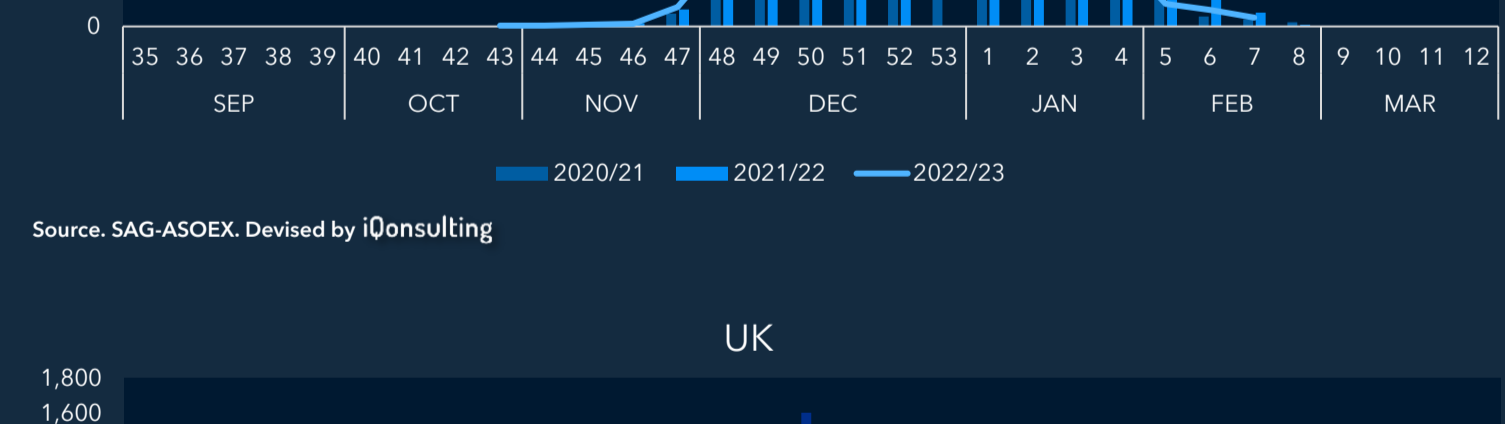 0
35 36 37 38 39 40 41 42 43 44 45 46 47 48 49 50 51 52 53 1 2 3 4 5 6 7 8 9 10 11 12
SEP OCT NOV DEC JAN FEB MAR
2020/21 2021/22 2022/23
Source. SAG-ASOEX. Devised by iQonsulting
UK
1,800
1,600